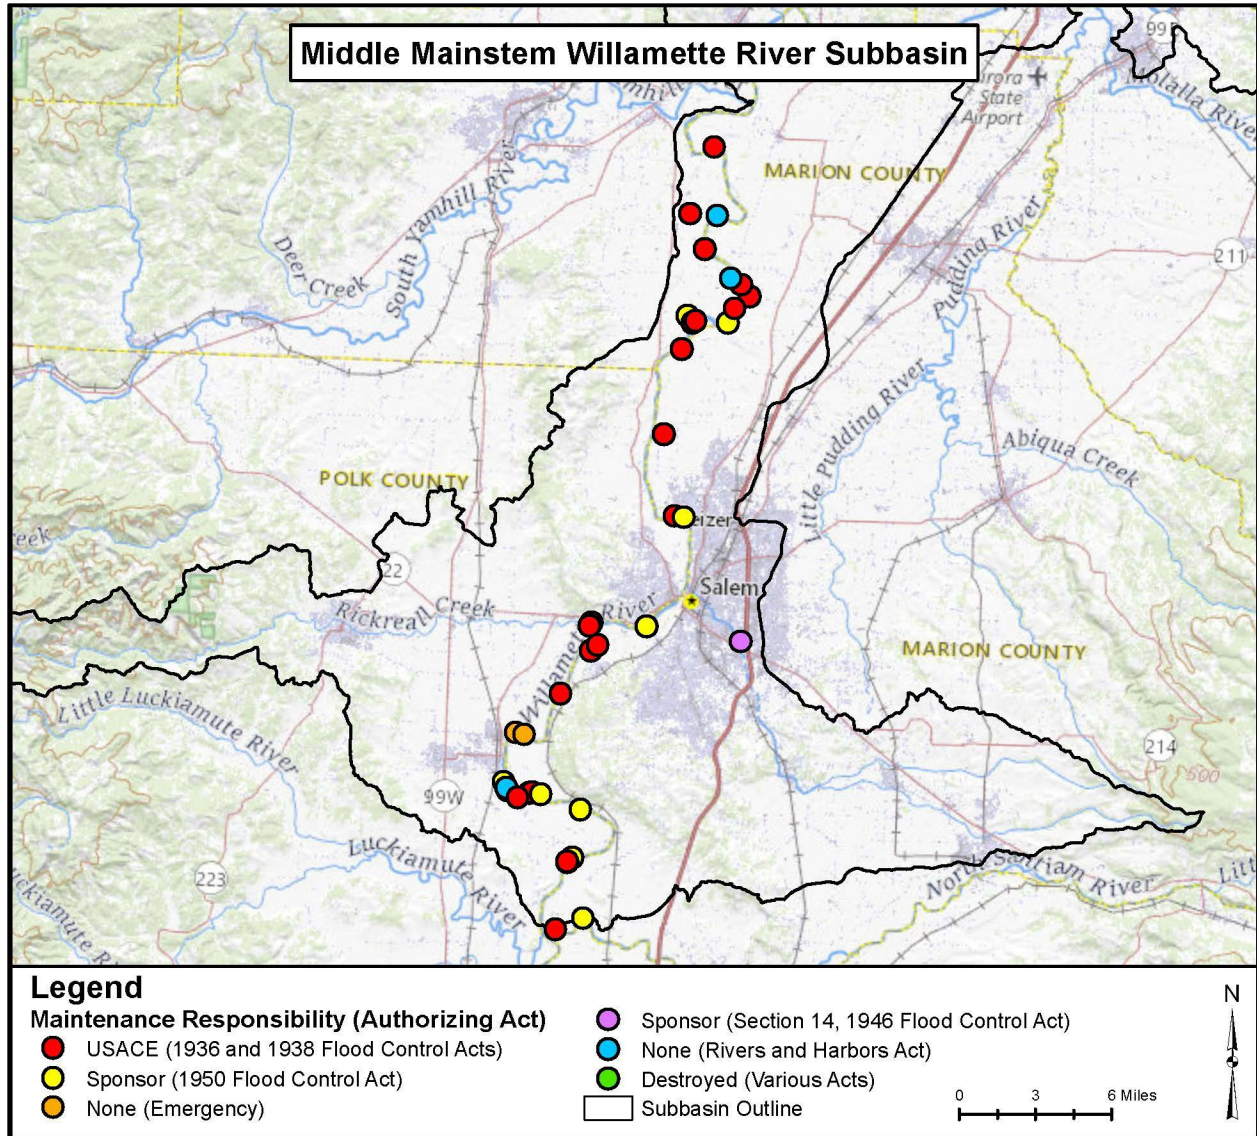 Middle Mainstem Willamette River Subbasin
99
Molalla River
State
Airport
MARION COUNTY
South Yamhill River
Deer Creek
Pudding River
211
Little Pudding River
Abiqua Creek
POLK COUNTY
22
Rickreall Creek
River
Salem
MARION COUNTY
Little Luckiamute River
214
500
99W
Luckiamute River
223
North Santiam River
Legend
Maintenance Responsibility (Authorizing Act)
USACE (1936 and 1938 Flood Control Acts)
Sponsor (1950 Flood Control Act)
None (Emergency)
Sponsor (Section 14, 1946 Flood Control Act)
None (Rivers and Harbors Act)
Destroyed (Various Acts)
Subbasin Outline
N
0 3 6 Miles